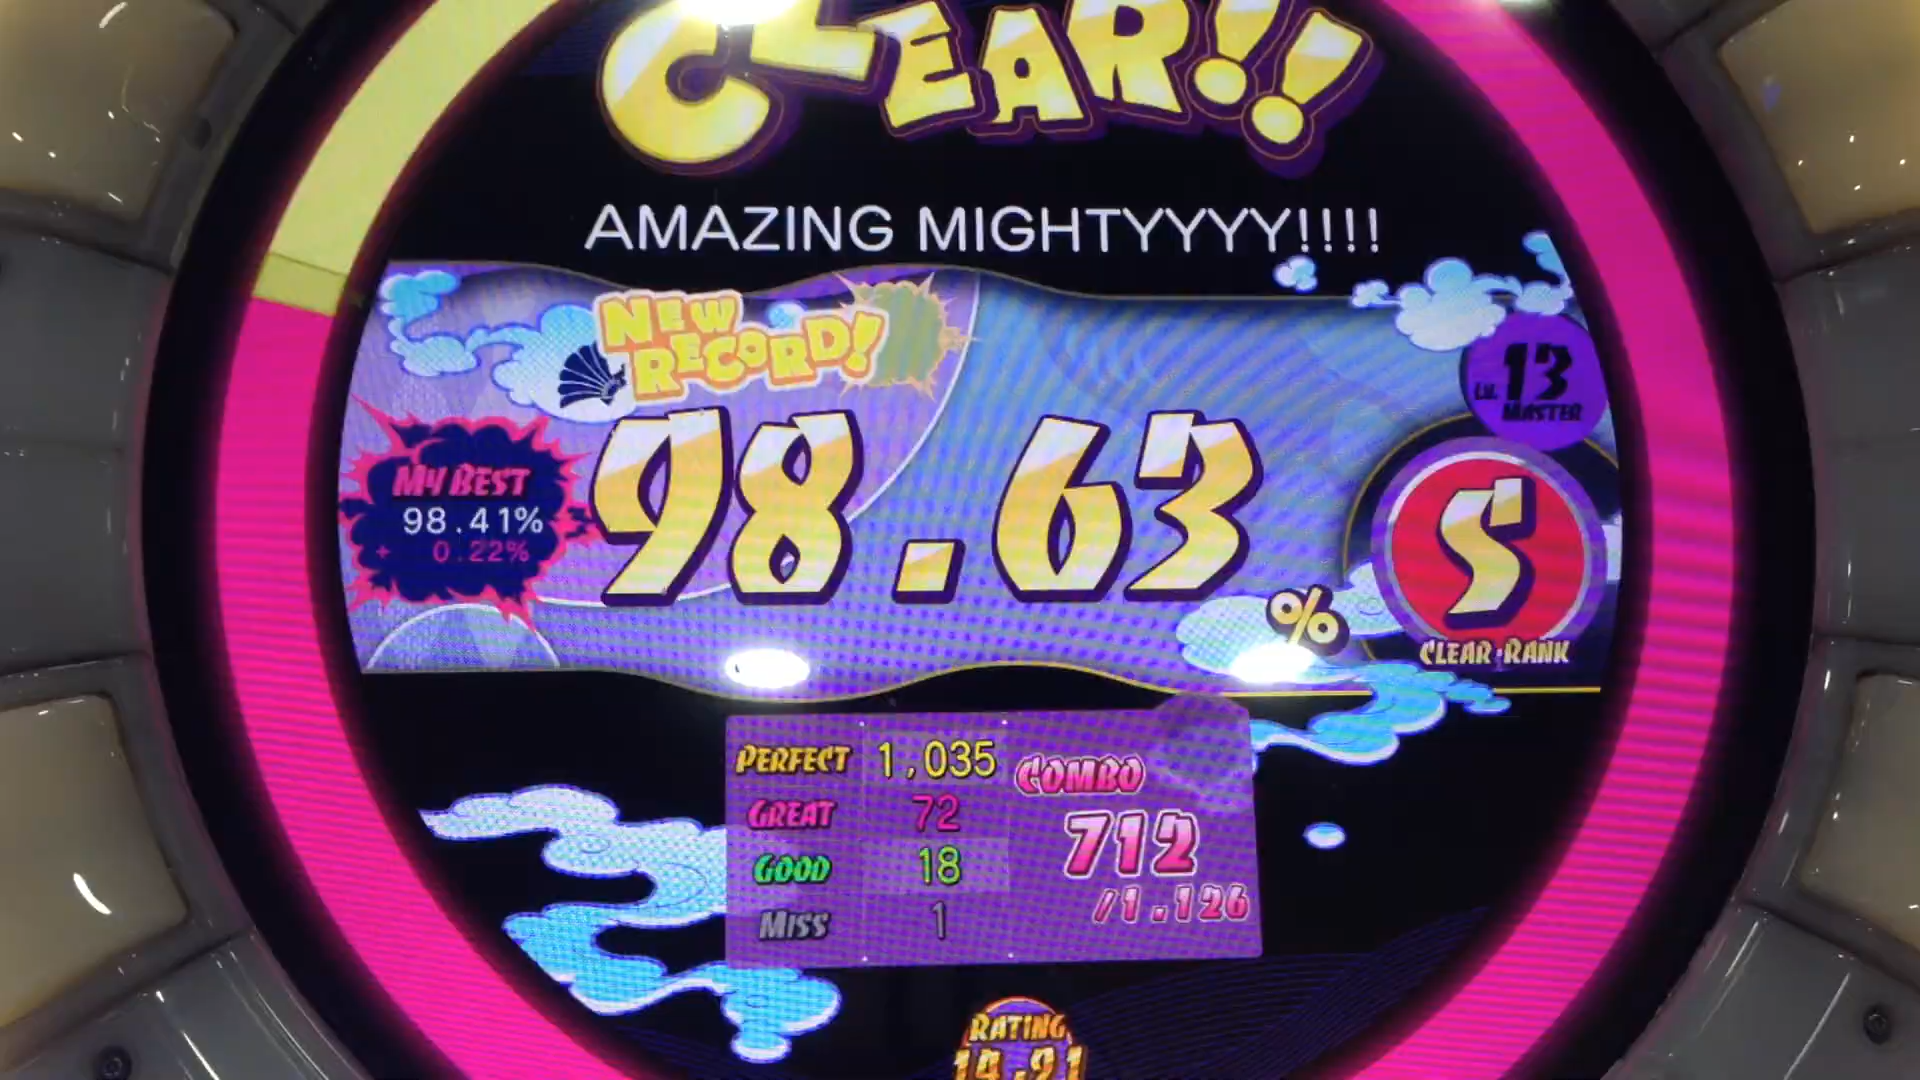 CLEAR!!
AMAZING MIGHTYYYY!!!!
NEW
RECORD!
LV. 13
MASTER
MY BEST
98.41%
+ 0.22%
98.63
%
S
CLEAR RANK
PERFECT 1,035
GREAT 72
GOOD 18
MISS 1
COMBO
712
/1.126
RATING